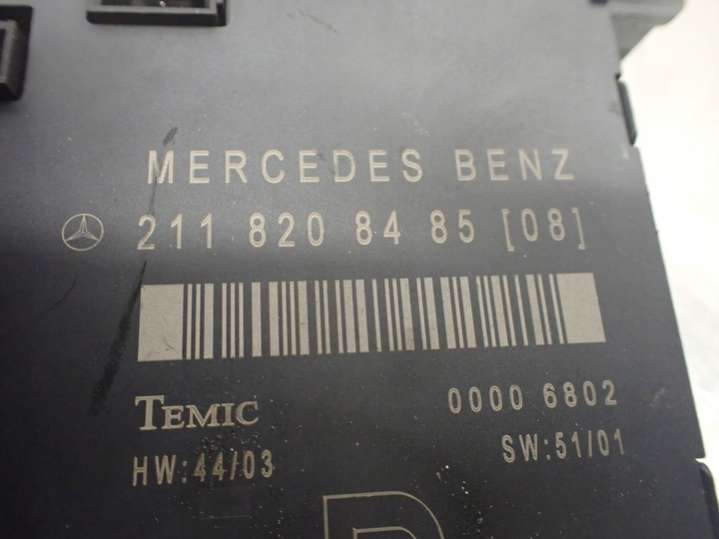 MERCEDES BENZ
211 820 84 85 [08]
TEMIC
0000 6802
HW:44/03
SW:51/01